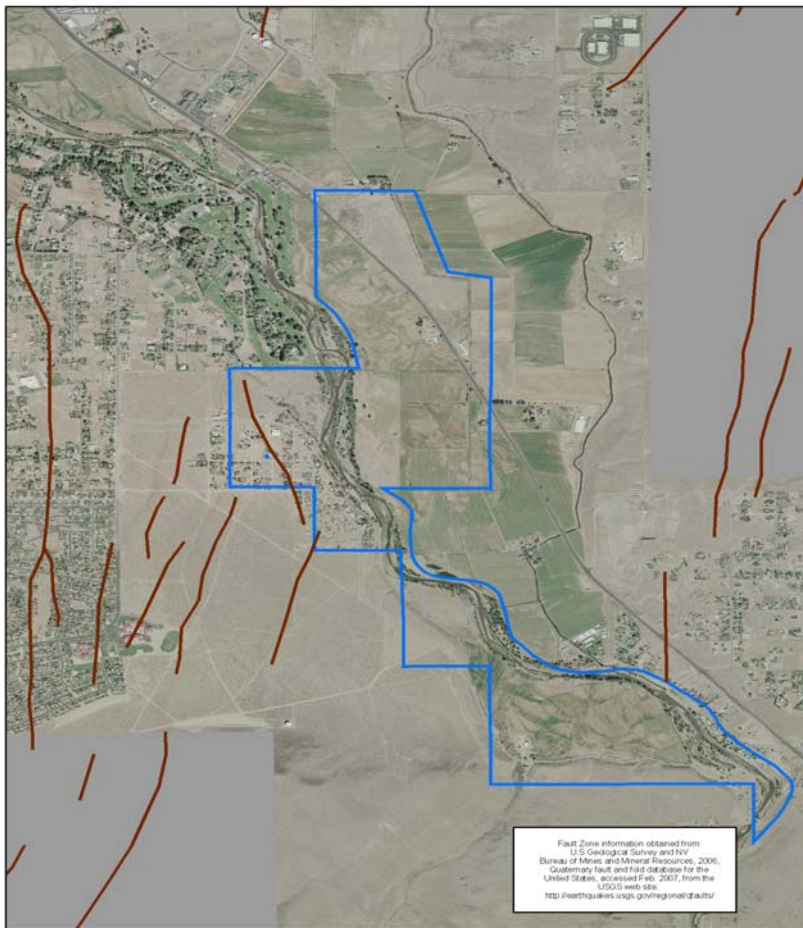 Fault Zone information obtained from
U.S Geological Survey and NV
Bureau of Mines and Mineral Resources, 2006,
Quaternary fault and fold database for the
United States, accessed Feb. 2007, from the
USGS web site:
http//earthquakes.usgs.gov/regional/qfaults/